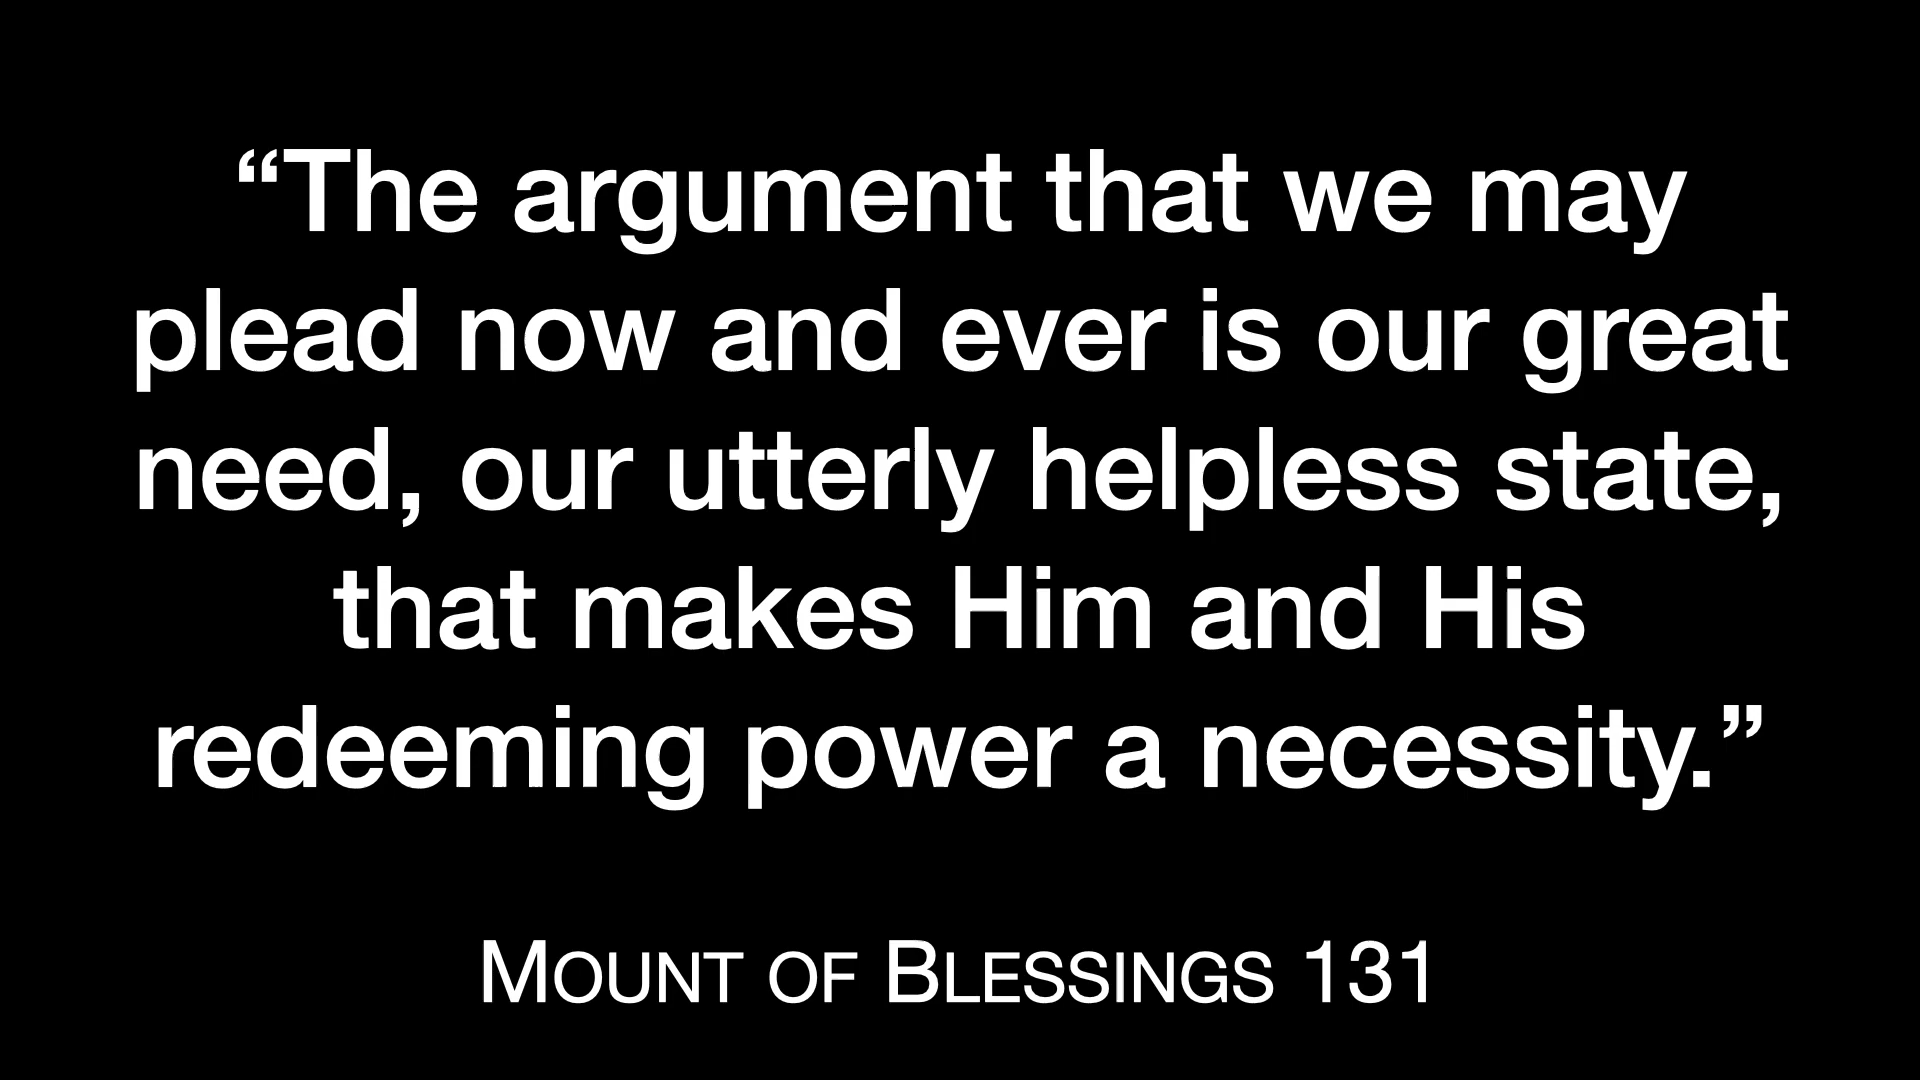 “The argument that we may
plead now and ever is our great
need, our utterly helpless state,
that makes Him and His
redeeming power a necessity.”
MOUNT OF BLESSINGS 131